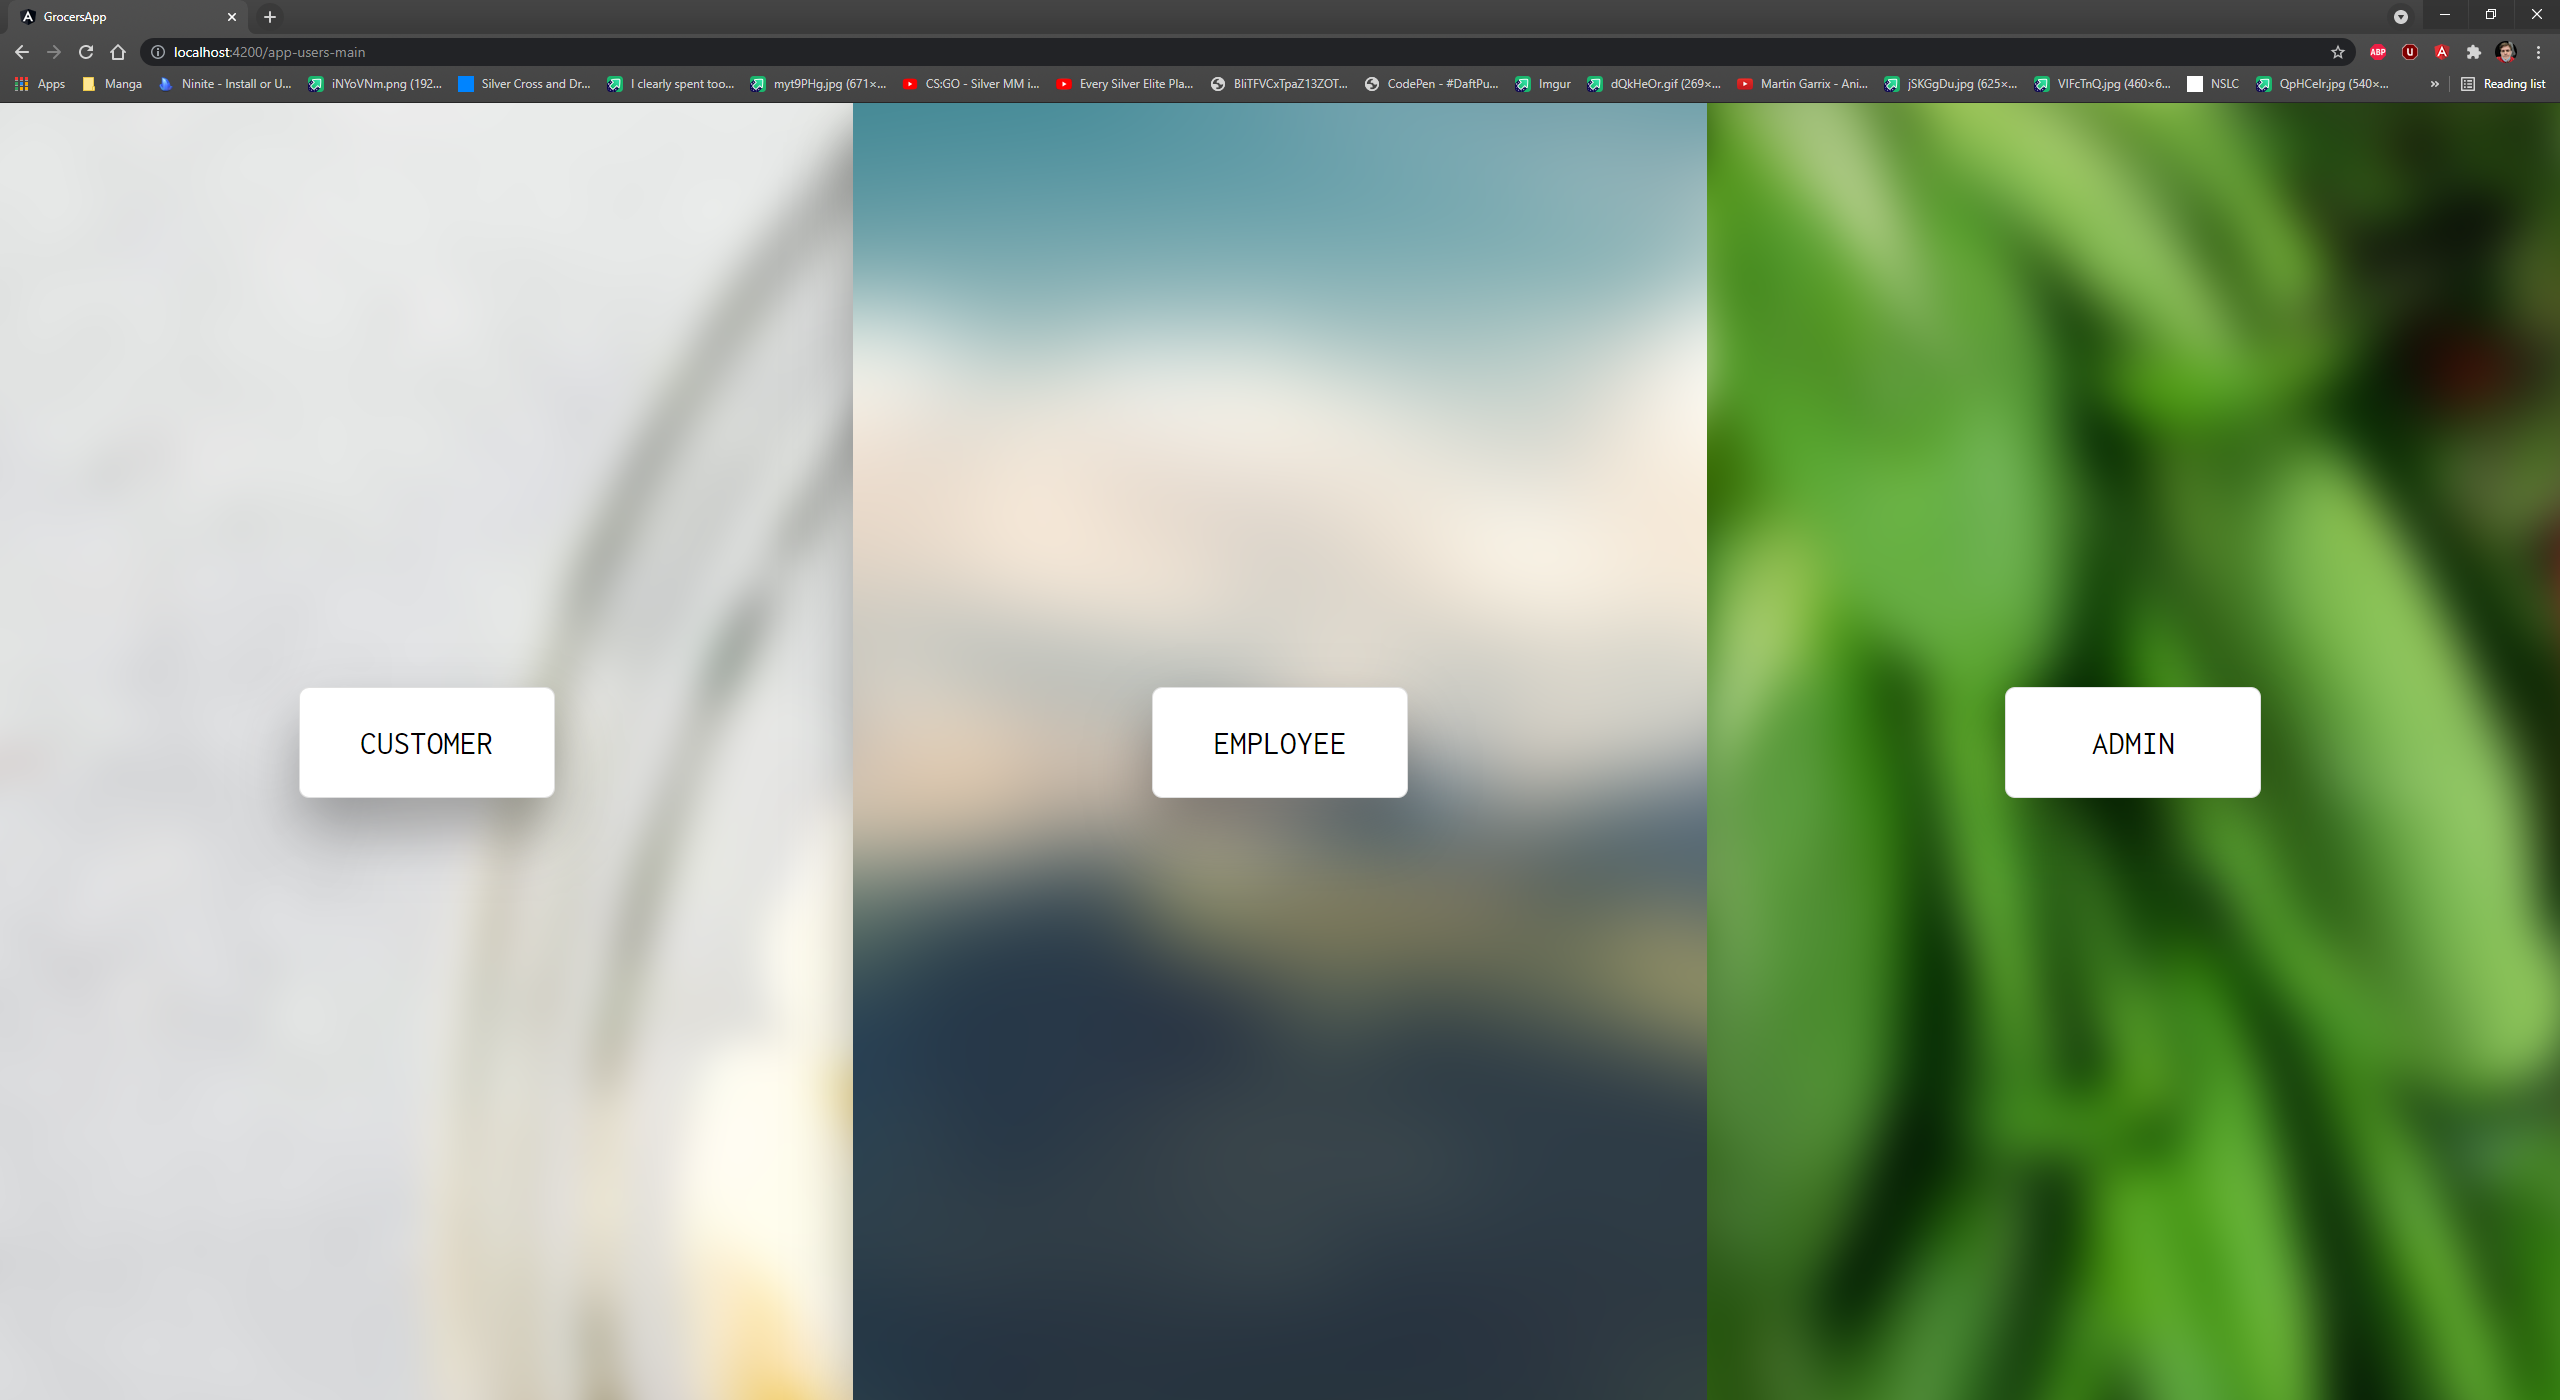 GrocersApp
localhost:4200/app-users-main
ABP
Apps
Manga
Ninite - Install or U...
iNYoVNm.png (192...
Silver Cross and Dr...
I clearly spent too...
myt9PHg.jpg (671×...
CS:GO - Silver MM i...
Every Silver Elite Pla...
BliTFVCxTpaZ13ZOT...
CodePen - #DaftPu...
Imgur
dQkHeOr.gif (269×...
Martin Garrix - Ani...
jSKGgDu.jpg (625×...
VIFcTnQ.jpg (460×6...
NSLC
QpHCeIr.jpg (540×...
»
Reading list
CUSTOMER
EMPLOYEE
ADMIN